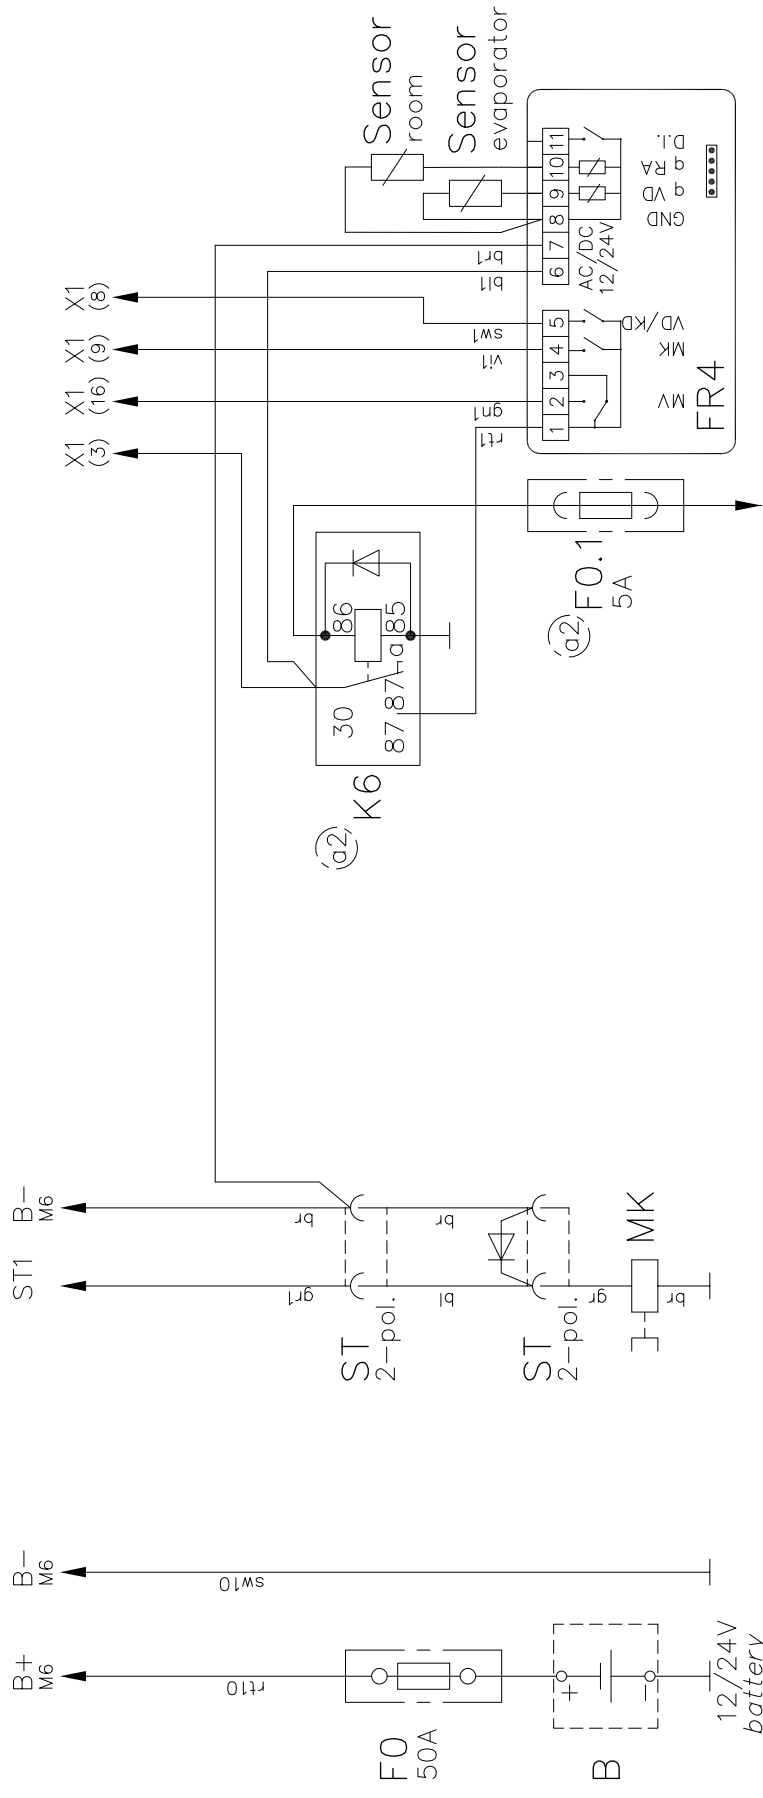 B+
M6
B–
M6
ST1
B–
M6
X1
(3)
X1
(16)
X1
(9)
X1
(8)
Sensor
room
Sensor
evaporator
rt10
sw10
gr1
br
br1
bl1
sw1
vi1
gn1
rt1
F0
50A
ST
2–pol.
bl
br
ST
2–pol.
gr
br
MK
B
+
–
12/24V
battery
(a2)
K6
30
86
85
87
87a
(a2)
F0.1
5A
1
2
3
4
5
6
7
8
9
10
11
AC/DC
12/24V
MV
MK
VD/KD
GND
q VD
q RA
D.I.
FR4